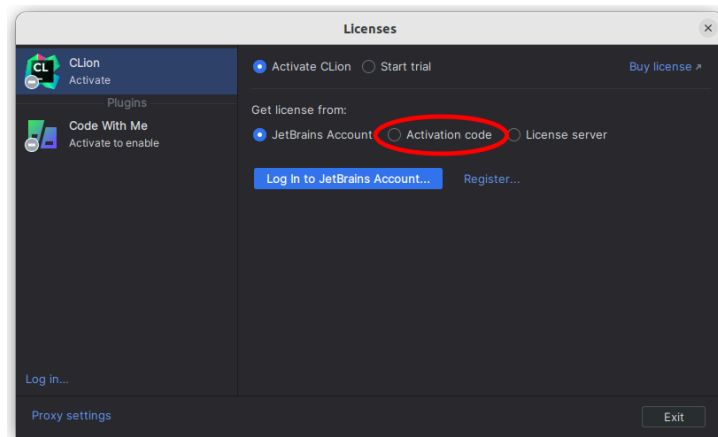 Licenses
CL
CLion
Activate
Plugins
Code With Me
Activate to enable
Log in...
Activate CLion Start trial Buy license ↗
Get license from:
JetBrains Account Activation code License server
Log In to JetBrains Account... Register...
Proxy settings
Exit